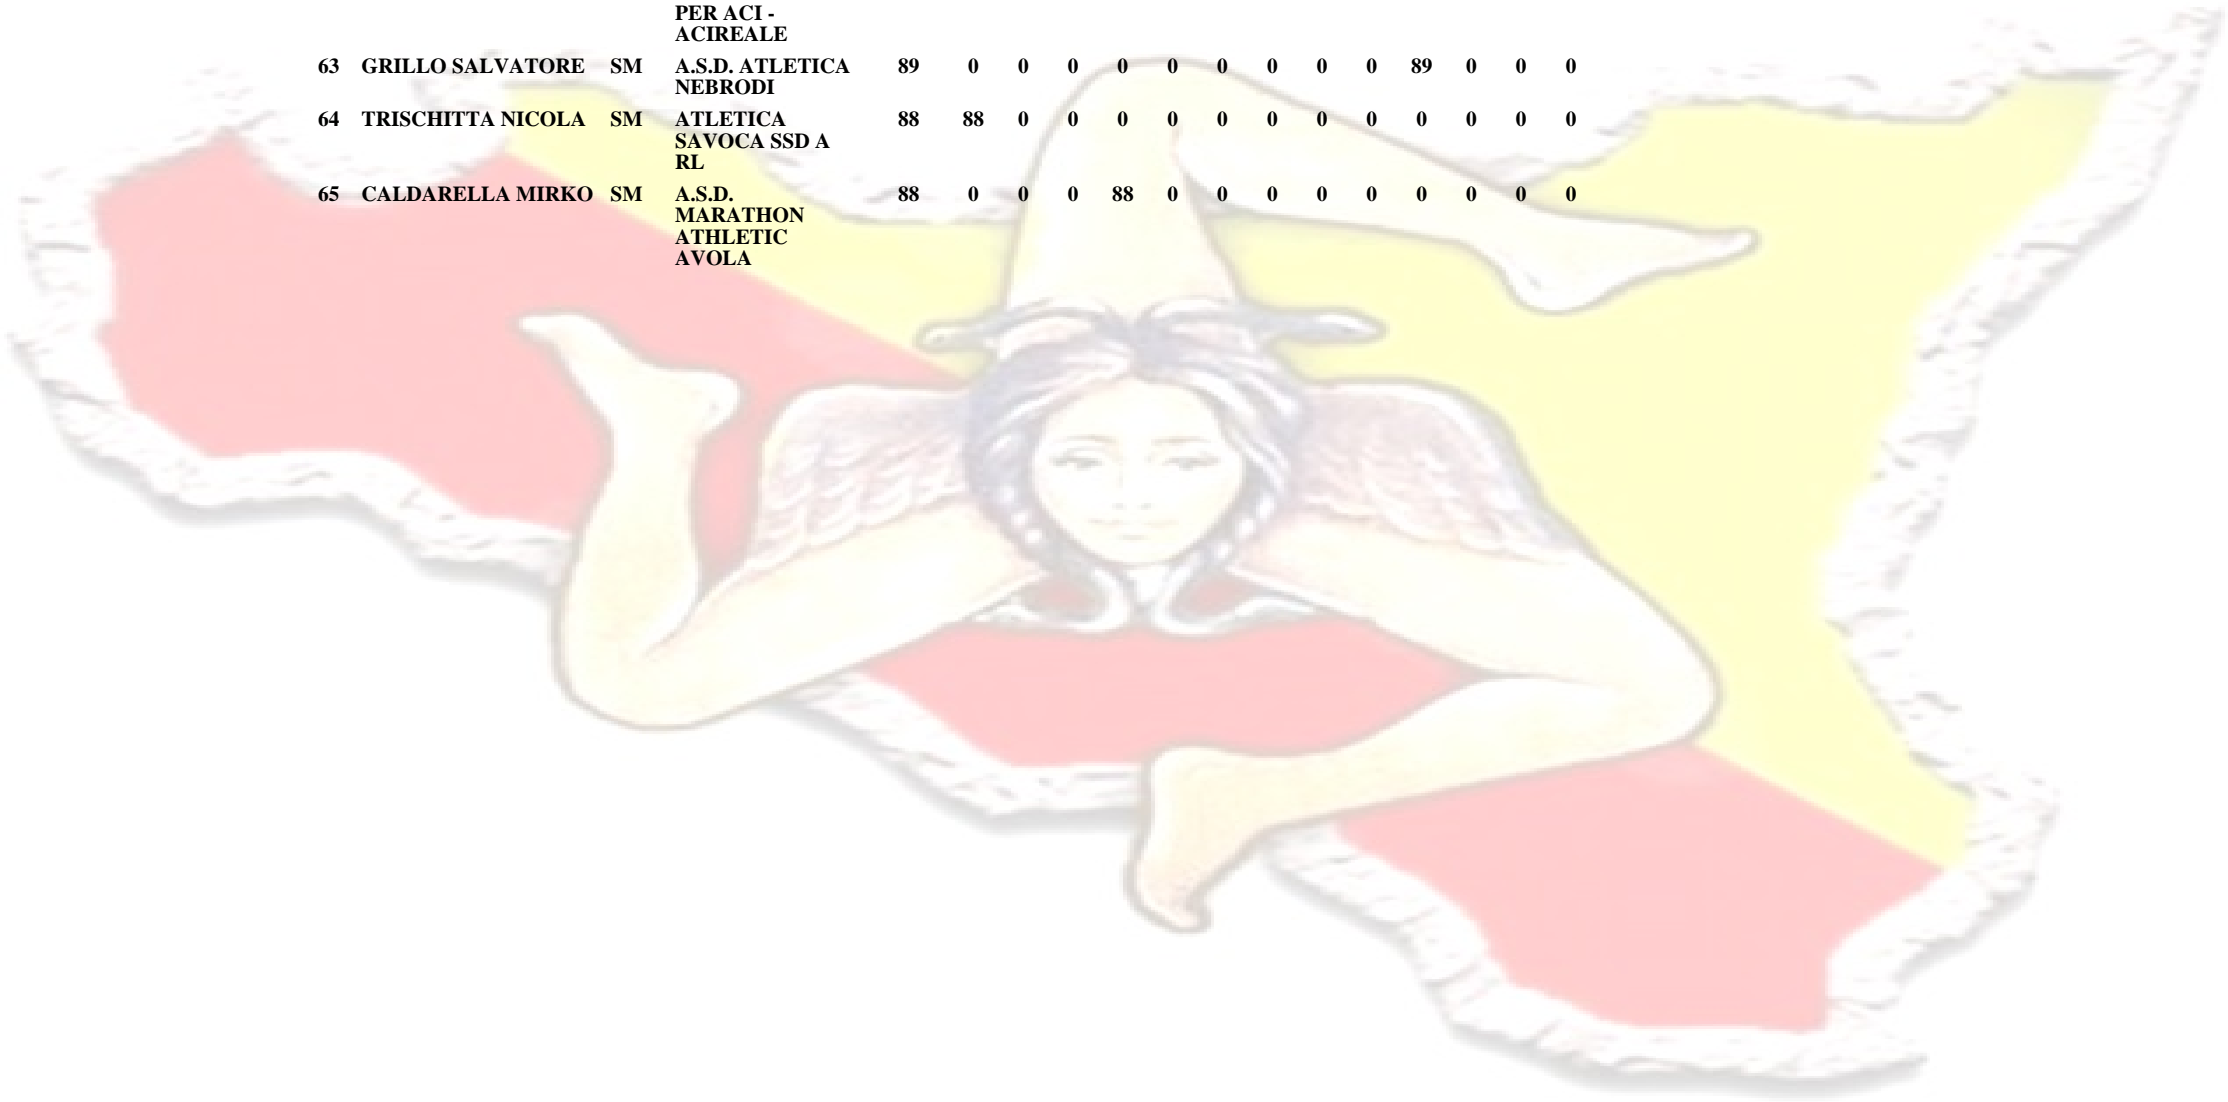 PER ACI -
ACIREALE
63 GRILLO SALVATORE SM A.S.D. ATLETICA 89 0 0 0 0 0 0 0 0 0 89 0 0 0
NEBRODI
64 TRISCHITTA NICOLA SM ATLETICA 88 88 0 0 0 0 0 0 0 0 0 0 0 0
SAVOCA SSD A
RL
65 CALDARELLA MIRKO SM A.S.D. 88 0 0 0 88 0 0 0 0 0 0 0 0 0
MARATHON
ATHLETIC
AVOLA